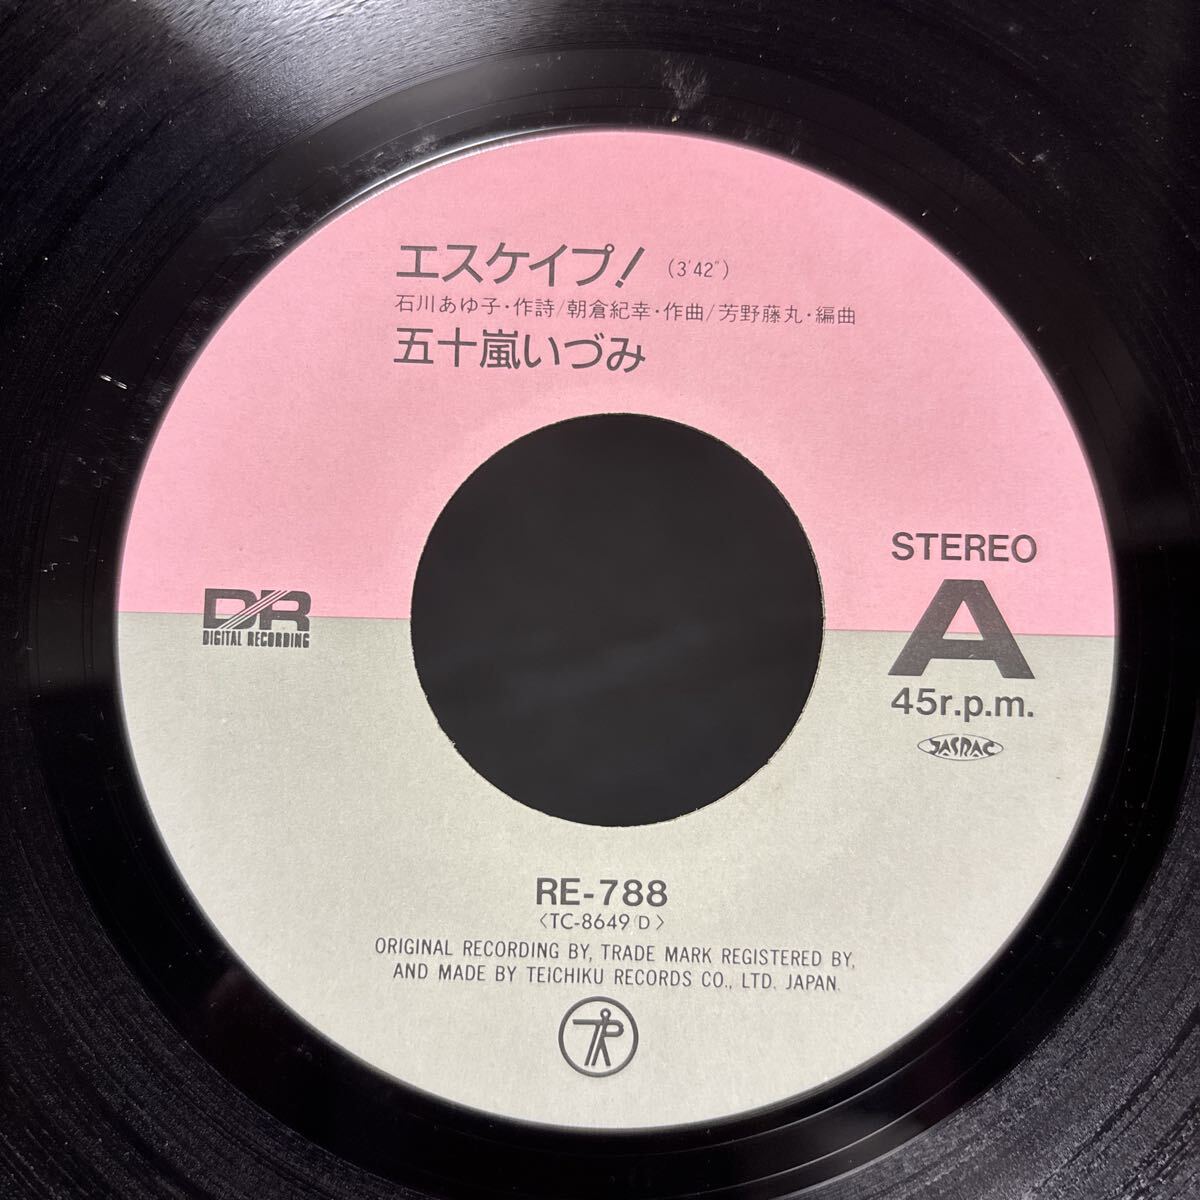 エスケイプ! (3'42")
石川あゆ子・作詩/朝倉紀幸・作曲/芳野藤丸・編曲
五十嵐いづみ
STEREO
A
45r.p.m.
JASRAC
DR
DIGITAL RECORDING
RE-788
〈TC-8649/D〉
ORIGINAL RECORDING BY, TRADE MARK REGISTERED BY,
AND MADE BY TEICHIKU RECORDS CO., LTD. JAPAN.